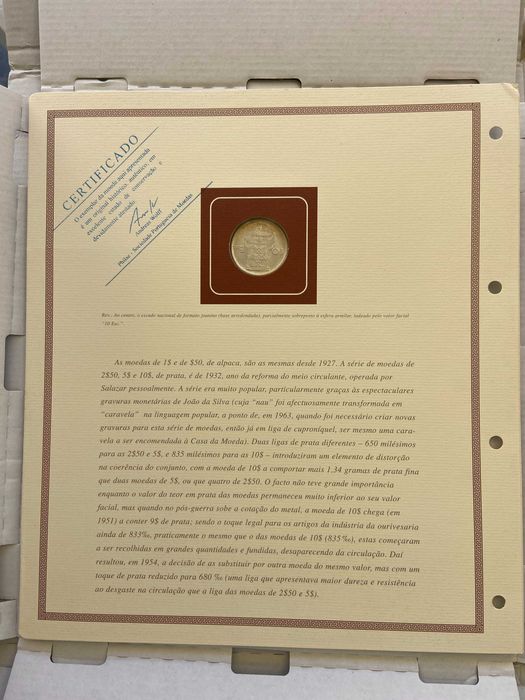 CERTIFICADO
O exemplar da moeda aqui apresentada
é um original histórico autêntico em
excelente estado de conservação e
devidamente atestado
Andreas Wulff
Philae - Sociedade Portuguesa de Moedas
Rev.: Ao centro, o escudo nacional de formato joanino (base arredondada), parcialmente sobreposto à esfera armilar, ladeado pelo valor facial
"10 Esc.".
As moedas de 1$ e de $50, de alpaca, são as mesmas desde 1927. A série de moedas de
2$50, 5$ e 10$, de prata, é de 1932, ano da reforma do meio circulante, operada por
Salazar pessoalmente. A série era muito popular, particularmente graças às espectaculares
gravuras monetárias de João da Silva (cuja "nau" foi afectuosamente transformada em
"caravela" na linguagem popular, a ponto de, em 1963, quando foi necessário criar novas
gravuras para esta série de moedas, então já em liga de cuproníquel, ser mesmo uma cara-
vela a ser encomendada à Casa da Moeda). Duas ligas de prata diferentes – 650 milésimos
para as 2$50 e 5$, e 835 milésimos para as 10$ – introduziram um elemento de distorção
na coerência do conjunto, com a moeda de 10$ a comportar mais 1,34 gramas de prata fina
que duas moedas de 5$, ou que quatro de 2$50. O facto não teve grande importância
enquanto o valor do teor em prata das moedas permaneceu muito inferior ao seu valor
facial, mas quando no pós-guerra sobe a cotação do metal, a moeda de 10$ chega (em
1951) a conter 9$ de prata; sendo o toque legal para os artigos da indústria da ourivesaria
ainda de 833‰, praticamente o mesmo que o das moedas de 10$ (835‰), estas começaram
a ser recolhidas em grandes quantidades e fundidas, desaparecendo da circulação. Daí
resultou, em 1954, a decisão de as substituir por outra moeda do mesmo valor, mas com um
toque de prata reduzido para 680 ‰ (uma liga que apresentava maior dureza e resistência
ao desgaste na circulação que a liga das moedas de 2$50 e 5$).